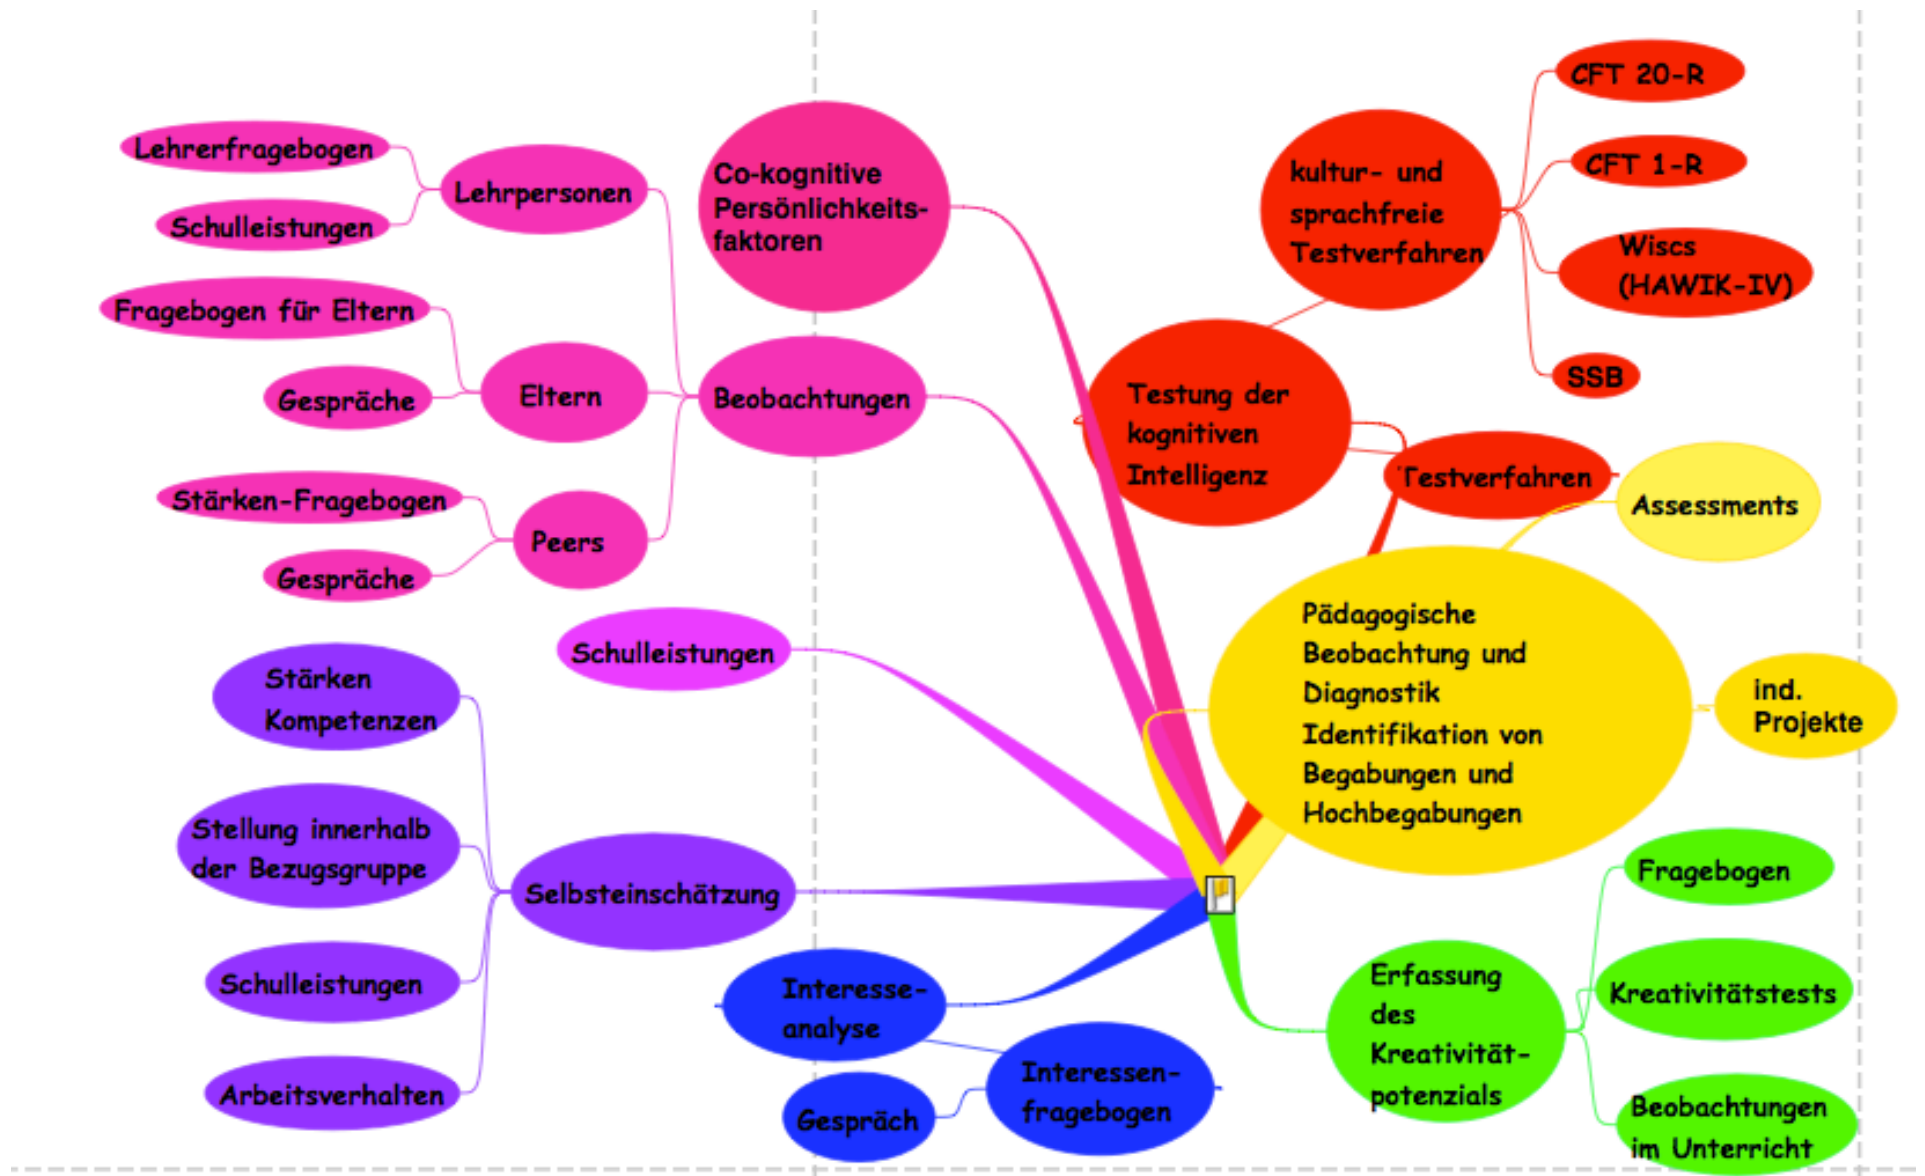 Lehrerfragebogen
Schulleistungen
Lehrpersonen
Fragebogen für Eltern
Gespräche
Eltern
Stärken-Fragebogen
Gespräche
Peers
Co-kognitive
Persönlichkeits-
faktoren
Beobachtungen
Schulleistungen
Stärken
Kompetenzen
Stellung innerhalb
der Bezugsgruppe
Schulleistungen
Arbeitsverhalten
Selbsteinschätzung
Interesse-
analyse
Gespräch
Interessen-
fragebogen
kultur- und
sprachfreie
Testverfahren
CFT 20-R
CFT 1-R
Wiscs
(HAWIK-IV)
SSB
Testung der
kognitiven
Intelligenz
Testverfahren
Assessments
Pädagogische
Beobachtung und
Diagnostik
Identifikation von
Begabungen und
Hochbegabungen
ind.
Projekte
Erfassung
des
Kreativität-
potenzials
Fragebogen
Kreativitätstests
Beobachtungen
im Unterricht